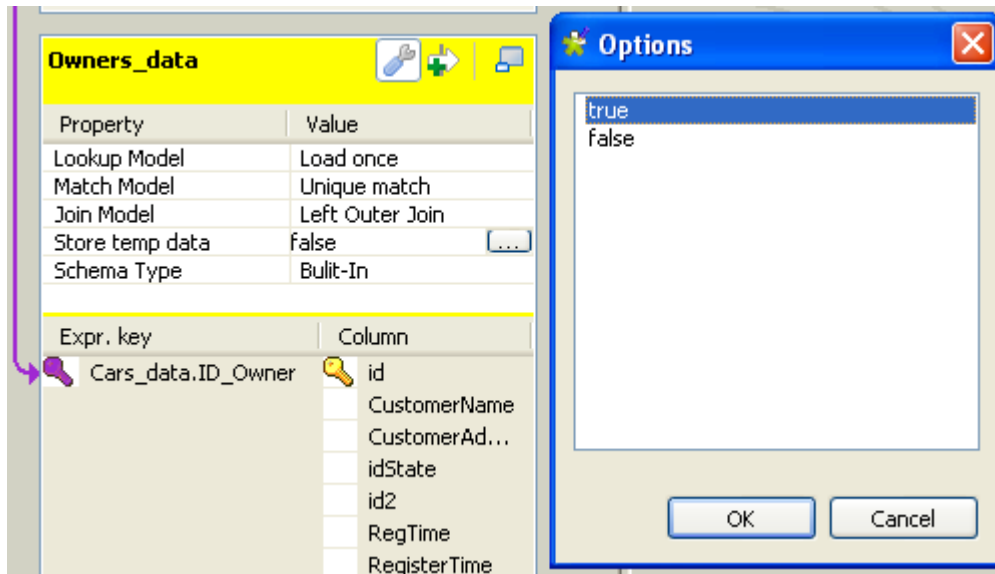 Owners_data
Property Value
Lookup Model Load once
Match Model Unique match
Join Model Left Outer Join
Store temp data false ...
Schema Type Bulit-In
Expr. key Column
Cars_data.ID_Owner id
CustomerName
CustomerAd...
idState
id2
RegTime
RegisterTime
Options
true
false
OK Cancel